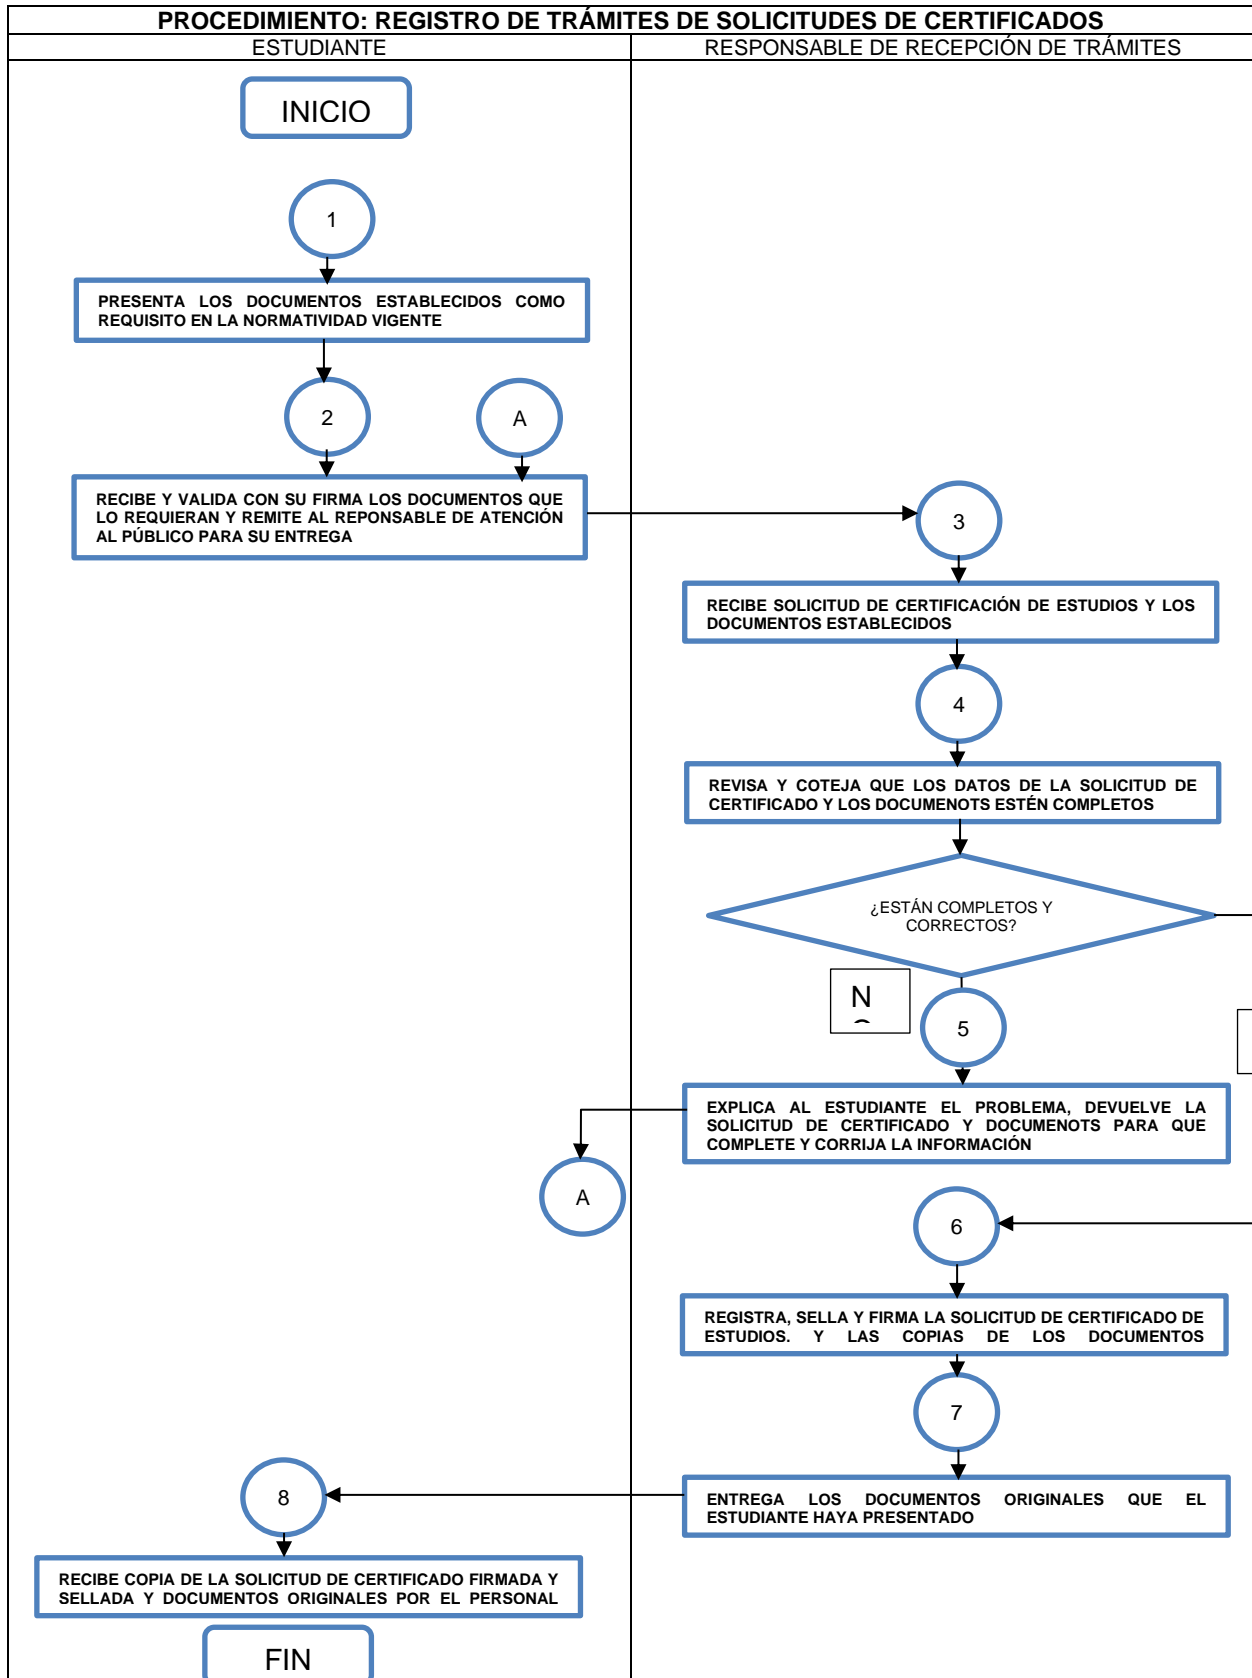 PROCEDIMIENTO: REGISTRO DE TRÁMITES DE SOLICITUDES DE CERTIFICADOS
ESTUDIANTE
RESPONSABLE DE RECEPCIÓN DE TRÁMITES
INICIO
1
PRESENTA LOS DOCUMENTOS ESTABLECIDOS COMO
REQUISITO EN LA NORMATIVIDAD VIGENTE
2
A
RECIBE Y VALIDA CON SU FIRMA LOS DOCUMENTOS QUE
LO REQUIERAN Y REMITE AL REPONSABLE DE ATENCIÓN
AL PÚBLICO PARA SU ENTREGA
3
RECIBE SOLICITUD DE CERTIFICACIÓN DE ESTUDIOS Y LOS
DOCUMENTOS ESTABLECIDOS
4
REVISA Y COTEJA QUE LOS DATOS DE LA SOLICITUD DE
CERTIFICADO Y LOS DOCUMENOTS ESTÉN COMPLETOS
¿ESTÁN COMPLETOS Y
CORRECTOS?
N
5
EXPLICA AL ESTUDIANTE EL PROBLEMA, DEVUELVE LA
SOLICITUD DE CERTIFICADO Y DOCUMENOTS PARA QUE
COMPLETE Y CORRIJA LA INFORMACIÓN
A
6
REGISTRA, SELLA Y FIRMA LA SOLICITUD DE CERTIFICADO DE
ESTUDIOS. Y LAS COPIAS DE LOS DOCUMENTOS
7
ENTREGA LOS DOCUMENTOS ORIGINALES QUE EL
ESTUDIANTE HAYA PRESENTADO
8
RECIBE COPIA DE LA SOLICITUD DE CERTIFICADO FIRMADA Y
SELLADA Y DOCUMENTOS ORIGINALES POR EL PERSONAL
FIN